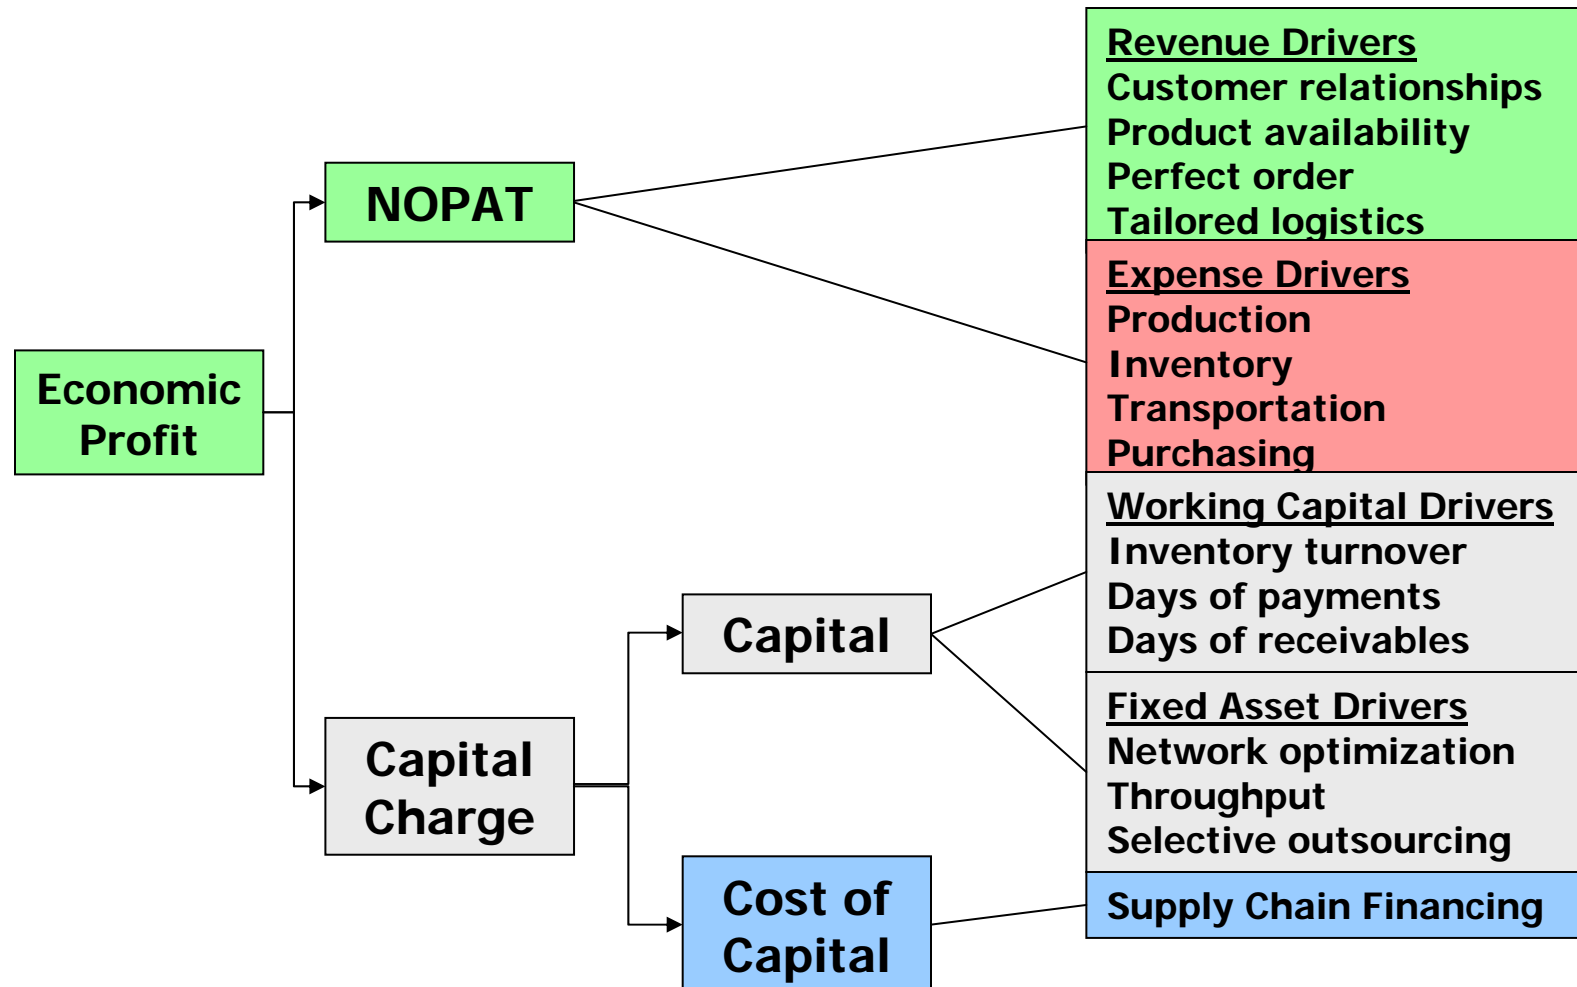 Economic
Profit
NOPAT
Capital
Charge
Capital
Cost of
Capital
Revenue Drivers
Customer relationships
Product availability
Perfect order
Tailored logistics
Expense Drivers
Production
Inventory
Transportation
Purchasing
Working Capital Drivers
Inventory turnover
Days of payments
Days of receivables
Fixed Asset Drivers
Network optimization
Throughput
Selective outsourcing
Supply Chain Financing